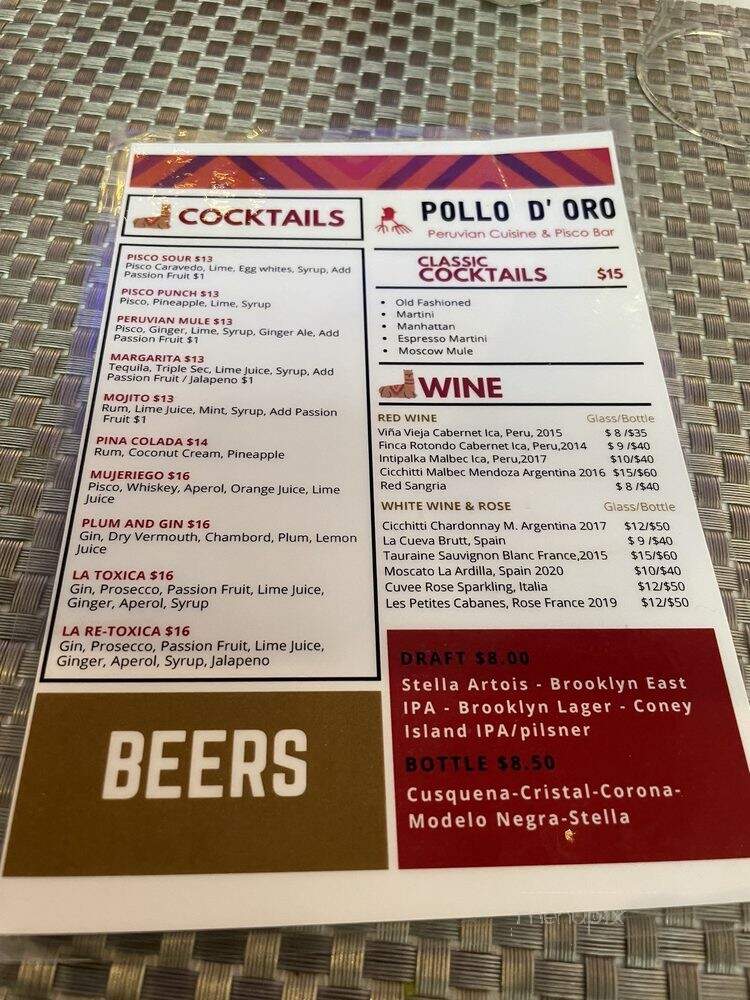 COCKTAILS
PISCO SOUR $13
Pisco Caravedo, Lime, Egg whites, Syrup, Add
Passion Fruit $1
PISCO PUNCH $13
Pisco, Pineapple, Lime, Syrup
PERUVIAN MULE $13
Pisco, Ginger, Lime, Syrup, Ginger Ale, Add
Passion Fruit $1
MARGARITA $13
Tequila, Triple Sec, Lime Juice, Syrup, Add
Passion Fruit / Jalapeno $1
MOJITO $13
Rum, Lime Juice, Mint, Syrup, Add Passion
Fruit $1
PINA COLADA $14
Rum, Coconut Cream, Pineapple
MUJERIEGO $16
Pisco, Whiskey, Aperol, Orange Juice, Lime
Juice
PLUM AND GIN $16
Gin, Dry Vermouth, Chambord, Plum, Lemon
Juice
LA TOXICA $16
Gin, Prosecco, Passion Fruit, Lime Juice,
Ginger, Aperol, Syrup
LA RE-TOXICA $16
Gin, Prosecco, Passion Fruit, Lime Juice,
Ginger, Aperol, Syrup, Jalapeno
BEERS
POLLO D' ORO
Peruvian Cuisine & Pisco Bar
CLASSIC
COCKTAILS $15
• Old Fashioned
• Martini
• Manhattan
• Espresso Martini
• Moscow Mule
WINE
RED WINE Glass/Bottle
Viña Vieja Cabernet Ica, Peru, 2015 $ 8 /$35
Finca Rotondo Cabernet Ica, Peru,2014 $ 9 /$40
Intipalka Malbec Ica, Peru,2017 $10/$40
Cicchitti Malbec Mendoza Argentina 2016 $15/$60
Red Sangria $ 8 /$40
WHITE WINE & ROSE Glass/Bottle
Cicchitti Chardonnay M. Argentina 2017 $12/$50
La Cueva Brutt, Spain $ 9 /$40
Tauraine Sauvignon Blanc France,2015 $15/$60
Moscato La Ardilla, Spain 2020 $10/$40
Cuvee Rose Sparkling, Italia $12/$50
Les Petites Cabanes, Rose France 2019 $12/$50
DRAFT $8.00
Stella Artois - Brooklyn East
IPA - Brooklyn Lager - Coney
Island IPA/pilsner
BOTTLE $8.50
Cusquena-Cristal-Corona-
Modelo Negra-Stella
menupix